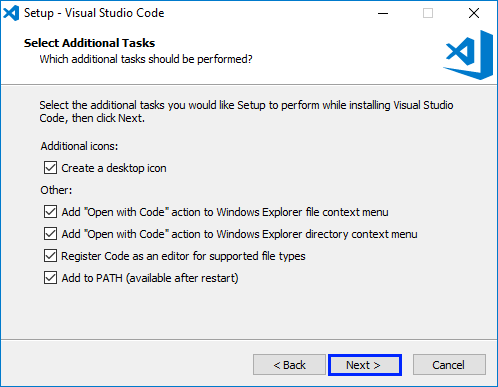 Setup - Visual Studio Code
Select Additional Tasks
Which additional tasks should be performed?
Select the additional tasks you would like Setup to perform while installing Visual Studio
Code, then click Next.
Additional icons:
Create a desktop icon
Other:
Add "Open with Code" action to Windows Explorer file context menu
Add "Open with Code" action to Windows Explorer directory context menu
Register Code as an editor for supported file types
Add to PATH (available after restart)
< Back Next > Cancel